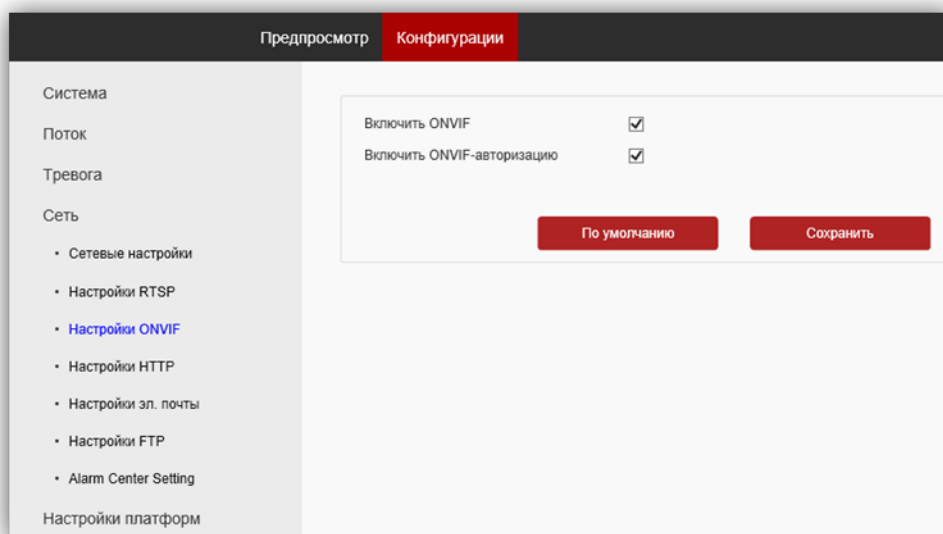 Предпросмотр Конфигурации
Система
Поток
Тревога
Сеть
• Сетевые настройки
• Настройки RTSP
• Настройки ONVIF
• Настройки HTTP
• Настройки эл. почты
• Настройки FTP
• Alarm Center Setting
Настройки платформ
Включить ONVIF
Включить ONVIF-авторизацию
По умолчанию Сохранить